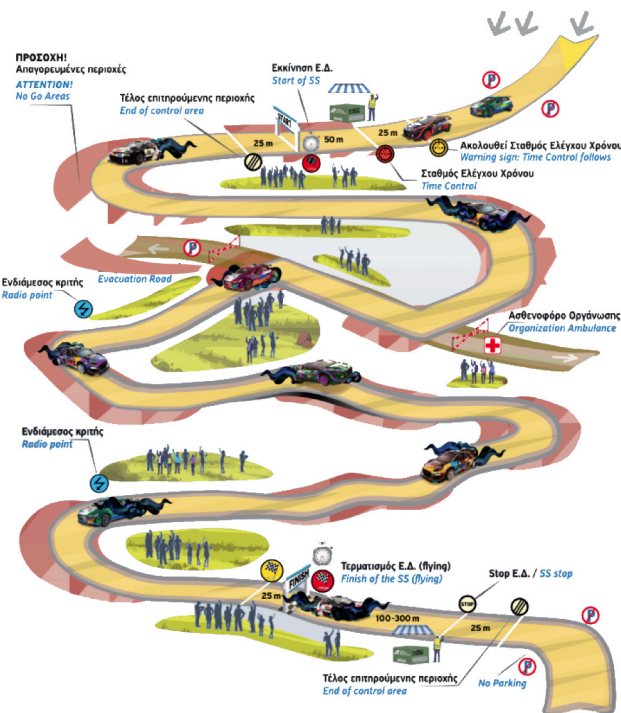 ΠΡΟΣΟΧΗ!
Απαγορευμένες περιοχές
ATTENTION!
No Go Areas
Τέλος επιτηρούμενης περιοχής
End of control area
Εκκίνηση Ε.Δ.
Start of SS
P
P
START
25 m
50 m
25 m
Ακολουθεί Σταθμός Ελέγχου Χρόνου
Warning sign: Time Control follows
Σταθμός Ελέγχου Χρόνου
Time Control
P
Evacuation Road
Ενδιάμεσος κριτής
Radio point
Ασθενοφόρο Οργάνωσης
Organization Ambulance
Ενδιάμεσος κριτής
Radio point
FINISH
Τερματισμός Ε.Δ. (flying)
Finish of the SS (flying)
Stop Ε.Δ. / SS stop
25 m
STOP
100-300 m
25 m
P
Τέλος επιτηρούμενης περιοχής
End of control area
No Parking
P